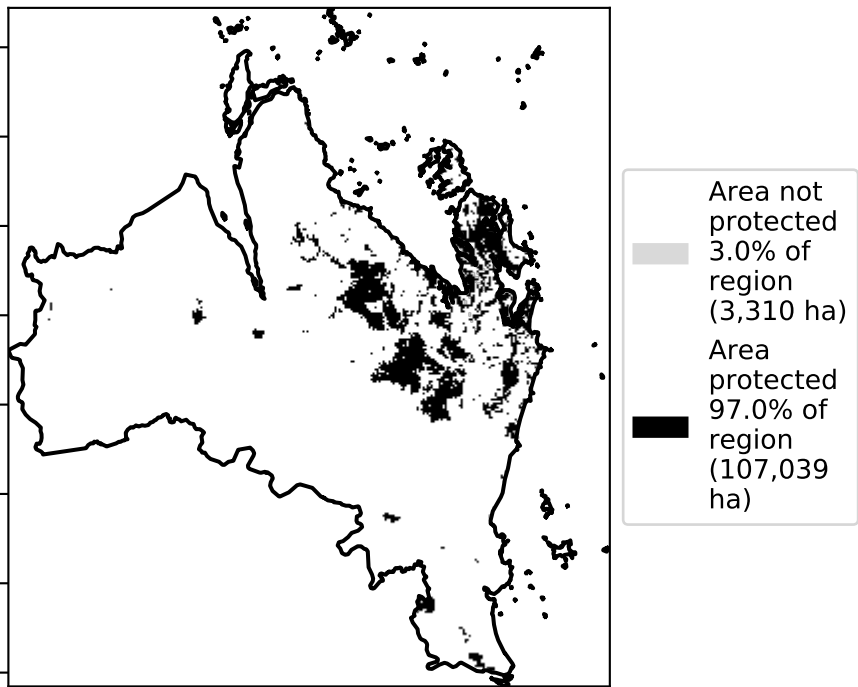 Area not
protected
3.0% of
region
(3,310 ha)
Area
protected
97.0% of
region
(107,039
ha)